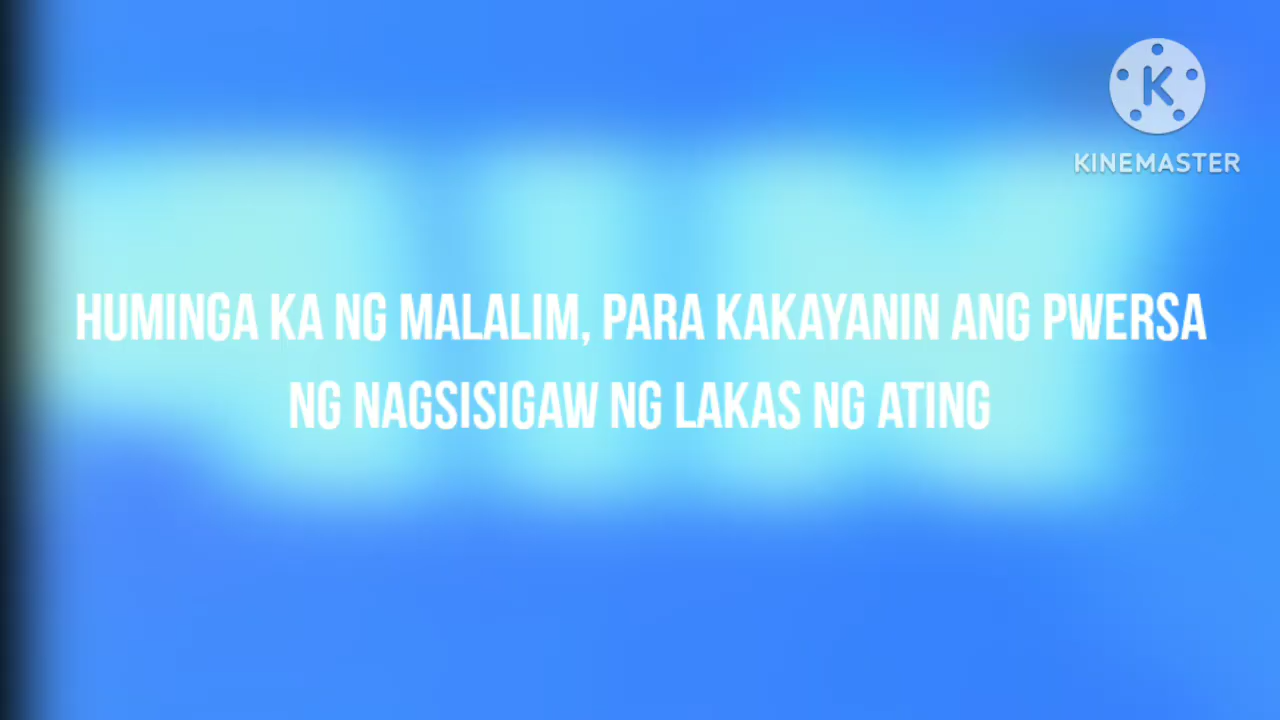 K
KINEMASTER
HUMINGA KA NG MALALIM, PARA KAKAYANIN ANG PWERSA
NG NAGSISIGAW NG LAKAS NG ATING